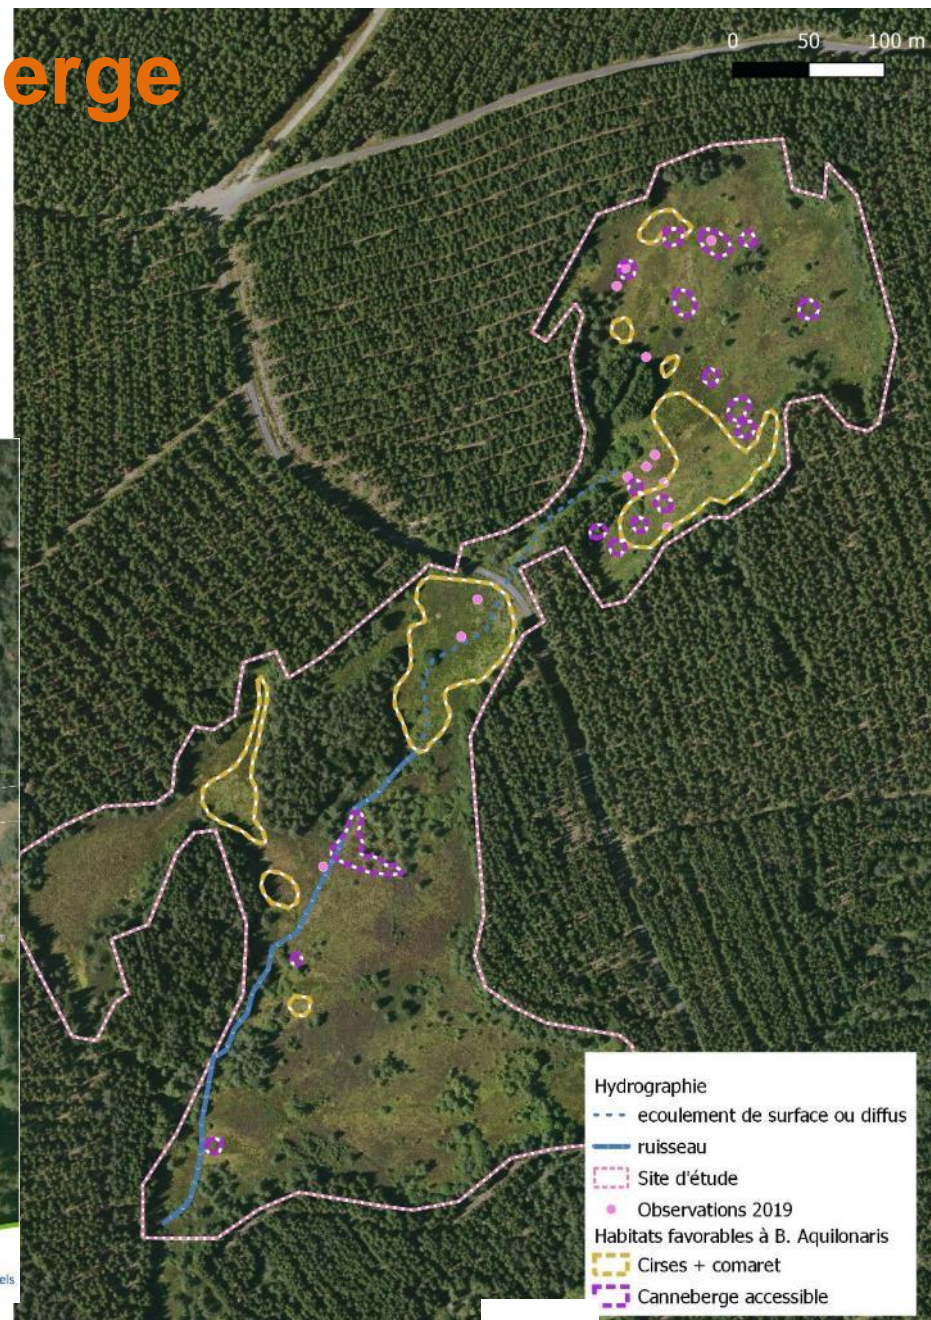 erge
0 50 100 m
Hydrographie
ecoulement de surface ou diffus
ruisseau
Site d'étude
Observations 2019
Habitats favorables à B. Aquilonaris
Cirses + comaret
Canneberge accessible
els